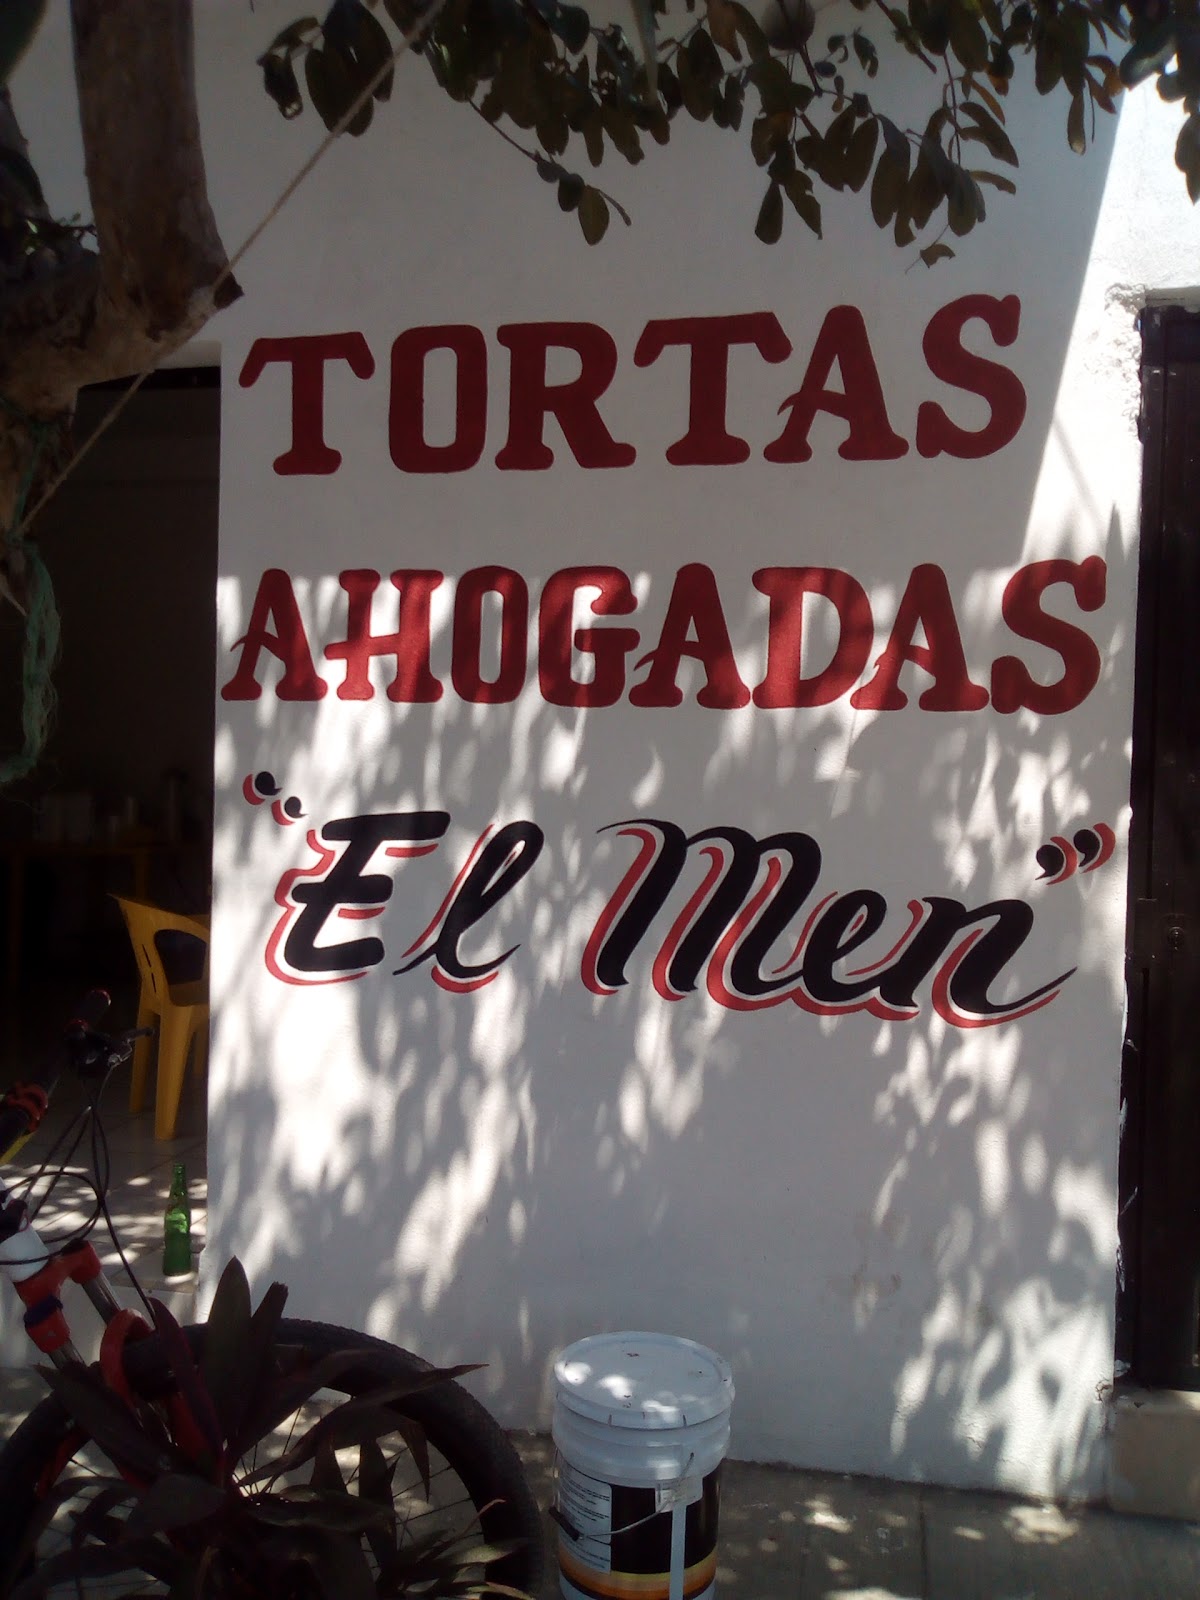 TORTAS
AHOGADAS
"El Men"